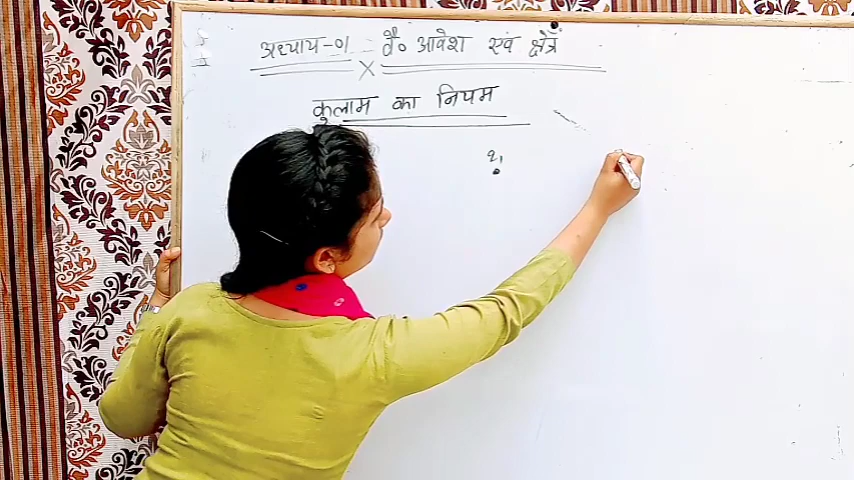 अध्याय-01 वै० आवेश एवं क्षेत्र
कुलाम का नियम
q1